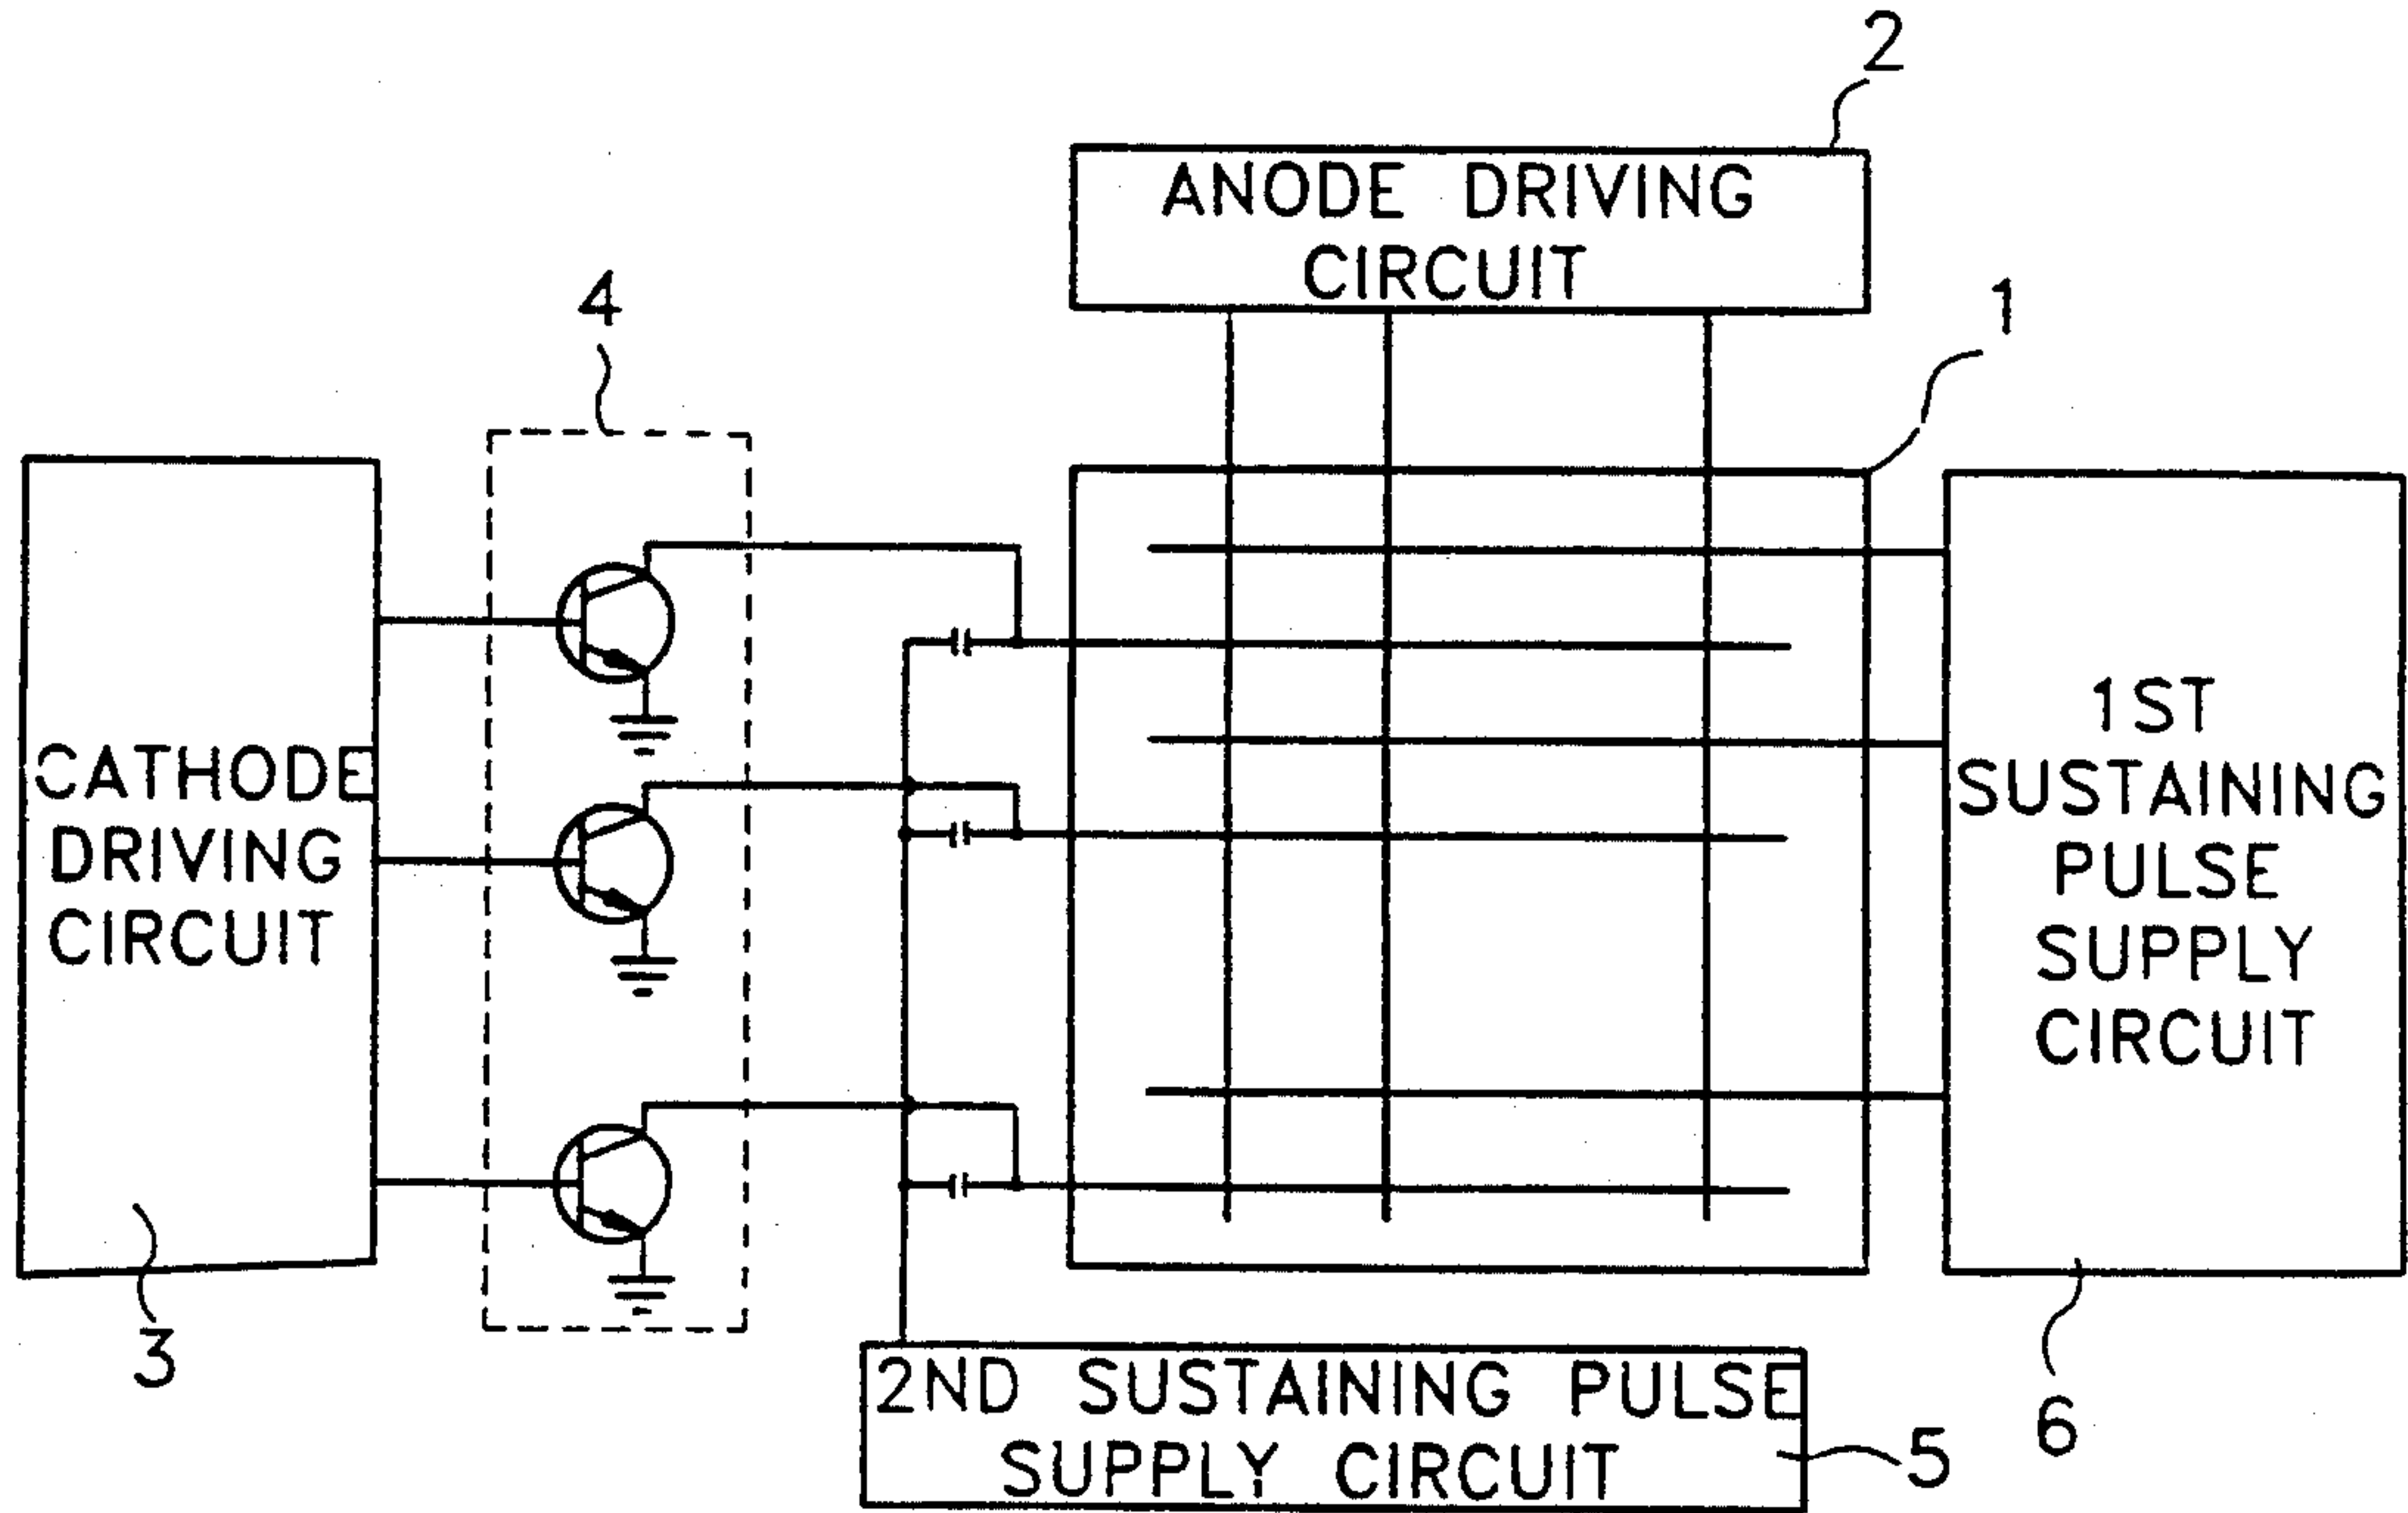 2
ANODE DRIVING
CIRCUIT
1
4
CATHODE
DRIVING
CIRCUIT
1ST
SUSTAINING
PULSE
SUPPLY
CIRCUIT
3
2ND SUSTAINING PULSE
SUPPLY CIRCUIT
5
6